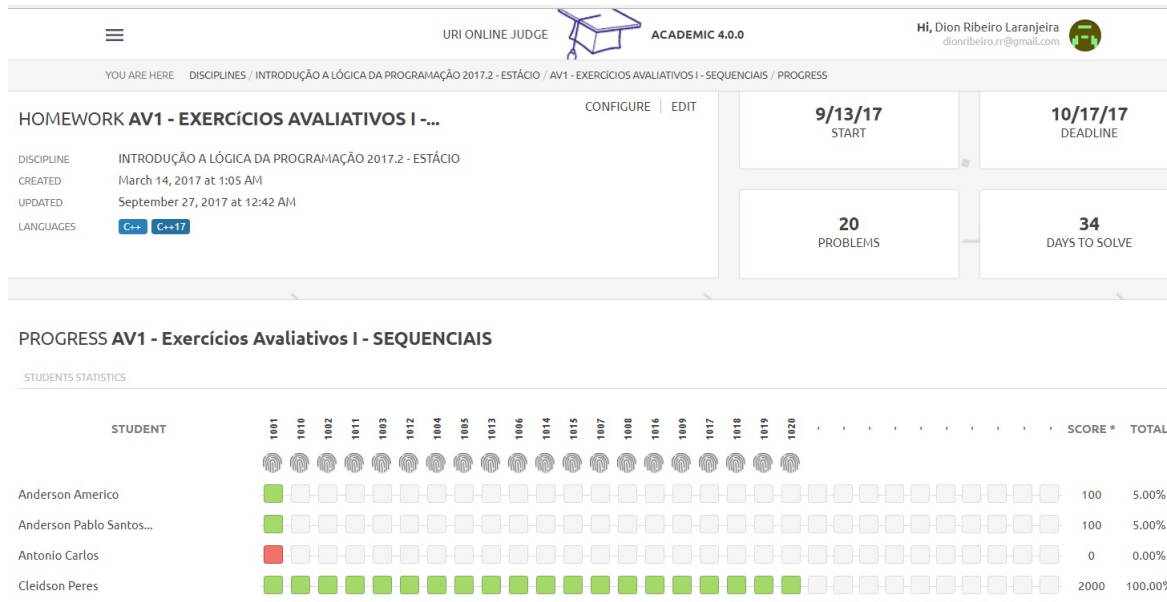 URI ONLINE JUDGE ACADEMIC 4.0.0
Hi, Dion Ribeiro Laranjeira
dionribeiro.rr@gmail.com
YOU ARE HERE DISCIPLINES / INTRODUÇÃO A LÓGICA DA PROGRAMAÇÃO 2017.2 - ESTÁCIO / AV1 - EXERCÍCIOS AVALIATIVOS I - SEQUENCIAIS / PROGRESS
HOMEWORK AV1 - EXERCíCIOS AVALIATIVOS I -...
CONFIGURE | EDIT
DISCIPLINE INTRODUÇÃO A LÓGICA DA PROGRAMAÇÃO 2017.2 - ESTÁCIO
CREATED March 14, 2017 at 1:05 AM
UPDATED September 27, 2017 at 12:42 AM
LANGUAGES C++ C++17
9/13/17
START
10/17/17
DEADLINE
20
PROBLEMS
34
DAYS TO SOLVE
PROGRESS AV1 - Exercícios Avaliativos I - SEQUENCIAIS
STUDENTS STATISTICS
STUDENT 1001 1010 1002 1011 1003 1012 1004 1005 1013 1006 1014 1015 1007 1008 1016 1009 1017 1018 1019 1020 SCORE * TOTAL
Anderson Americo 100 5.00%
Anderson Pablo Santos... 100 5.00%
Antonio Carlos 0 0.00%
Cleidson Peres 2000 100.00%